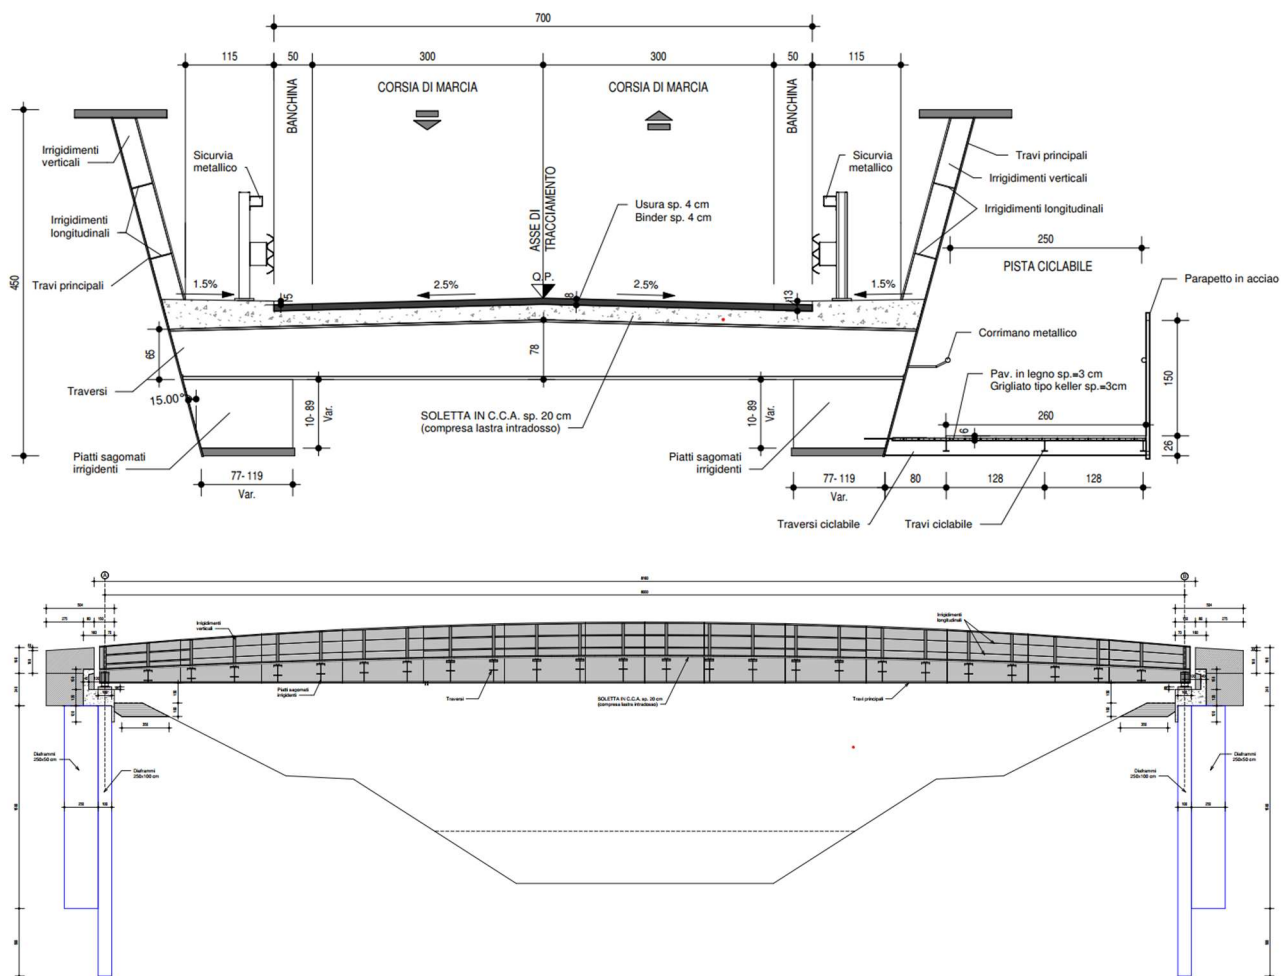 700
115
50
300
300
50
115
BANCHINA
CORSIA DI MARCIA
CORSIA DI MARCIA
BANCHINA
Irrigidimenti
verticali
Sicurvia
metallico
Sicurvia
metallico
Travi principali
Irrigidimenti verticali
ASSE DI
TRACCIAMENTO
Usura sp. 4 cm
Binder sp. 4 cm
Irrigidimenti
longitudinali
Irrigidimenti longitudinali
250
PISTA CICLABILE
450
Travi principali
1.5%
2.5%
Q.P.
2.5%
1.5%
Parapetto in acciaio
5
8
13
Corrimano metallico
65
78
Traversi
Pav. in legno sp.=3 cm
Grigliato tipo keller sp.=3cm
150
15.00°
10- 89
Var.
SOLETTA IN C.C.A. sp. 20 cm
(compresa lastra intradosso)
10- 89
Var.
260
6
26
Piatti sagomati
irrigidenti
Piatti sagomati
irrigidenti
77- 119
Var.
77- 119
Var.
80
128
128
Traversi ciclabile
Travi ciclabile
A
B
Irrigidimenti
verticali
Irrigidimenti
longitudinali
Piatti sagomati
irrigidenti
Traversi
SOLETTA IN C.C.A. sp. 20 cm
(compresa lastra intradosso)
Travi principali
Diaframmi
250x50 cm
Diaframmi
250x100 cm
Diaframmi
250x100 cm
Diaframmi
250x50 cm